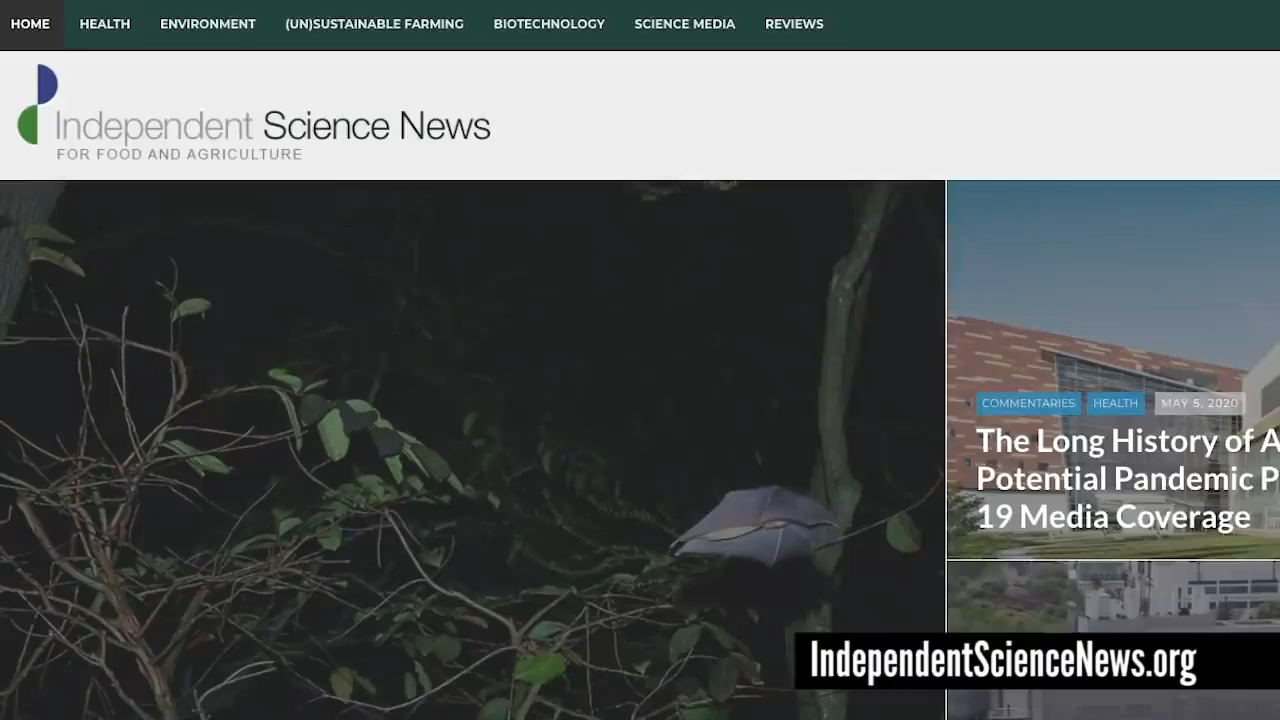 HOME HEALTH ENVIRONMENT (UN)SUSTAINABLE FARMING BIOTECHNOLOGY SCIENCE MEDIA REVIEWS
Independent Science News
FOR FOOD AND AGRICULTURE
COMMENTARIES HEALTH MAY 5, 2020
The Long History of A
Potential Pandemic P
19 Media Coverage
IndependentScienceNews.org